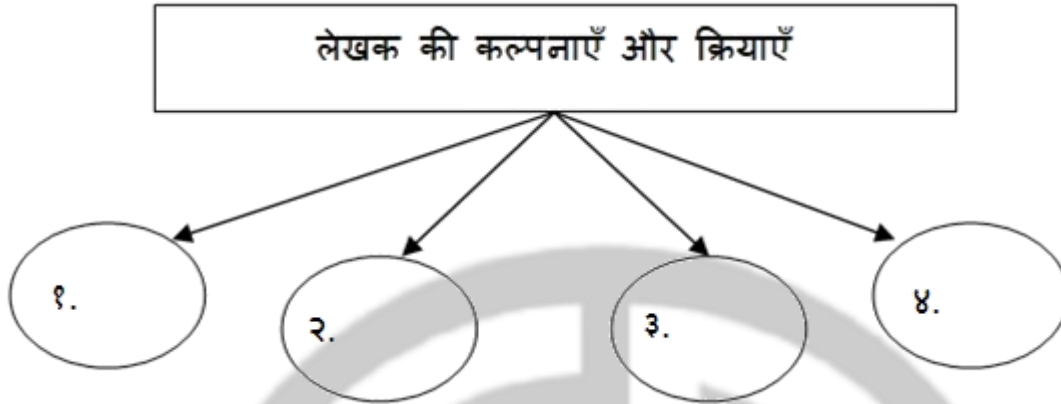 लेखक की कल्पनाएँ और क्रियाएँ
१.
२.
३.
४.